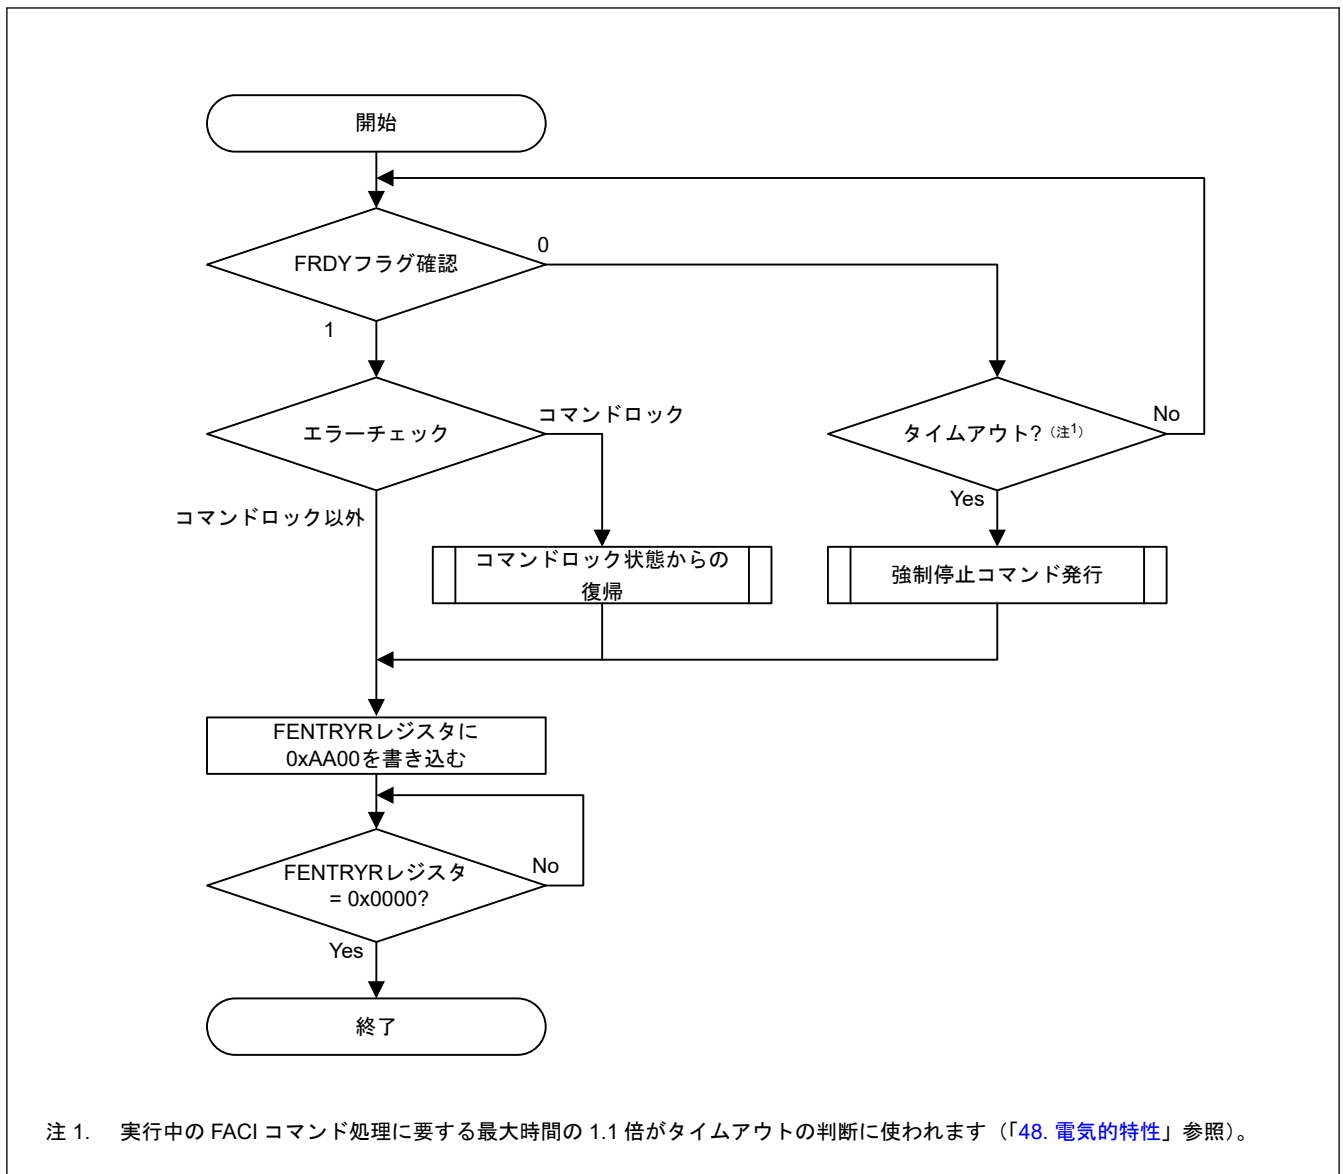 開始
FRDYフラグ確認
0
1
エラーチェック
コマンドロック
タイムアウト? (注1)
No
コマンドロック以外
Yes
コマンドロック状態からの
復帰
強制停止コマンド発行
FENTRYRレジスタに
0xAA00を書き込む
FENTRYRレジスタ
= 0x0000?
No
Yes
終了
注 1. 実行中の FACI コマンド処理に要する最大時間の 1.1 倍がタイムアウトの判断に使われます（「48. 電気的特性」参照）。